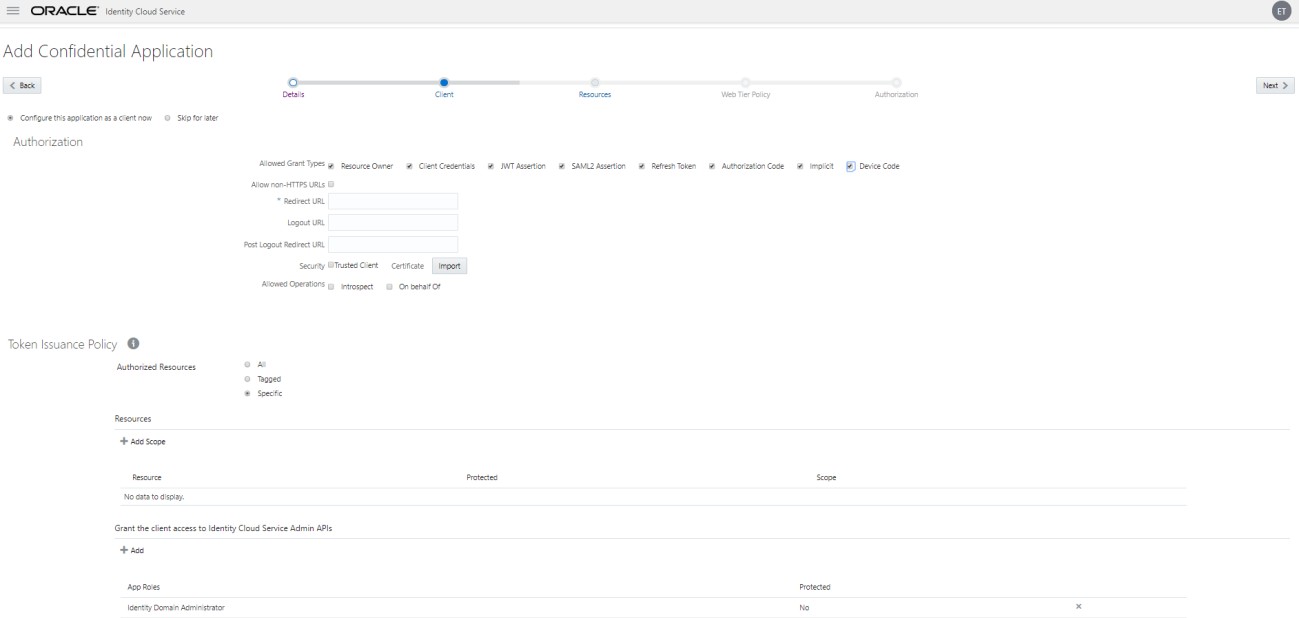 ORACLE® Identity Cloud Service
ET
Add Confidential Application
Back
Details Client Resources Web Tier Policy Authorization
Next
Configure this application as a client now Skip for later
Authorization
Allowed Grant Types Resource Owner Client Credentials JWT Assertion SAML2 Assertion Refresh Token Authorization Code Implicit Device Code
Allow non-HTTPS URLs
* Redirect URL
Logout URL
Post Logout Redirect URL
Security Trusted Client Certificate Import
Allowed Operations Introspect On behalf Of
Token Issuance Policy
Authorized Resources All
Tagged
Specific
Resources
Add Scope
Resource Protected Scope
No data to display.
Grant the client access to Identity Cloud Service Admin APIs
Add
App Roles Protected
Identity Domain Administrator No